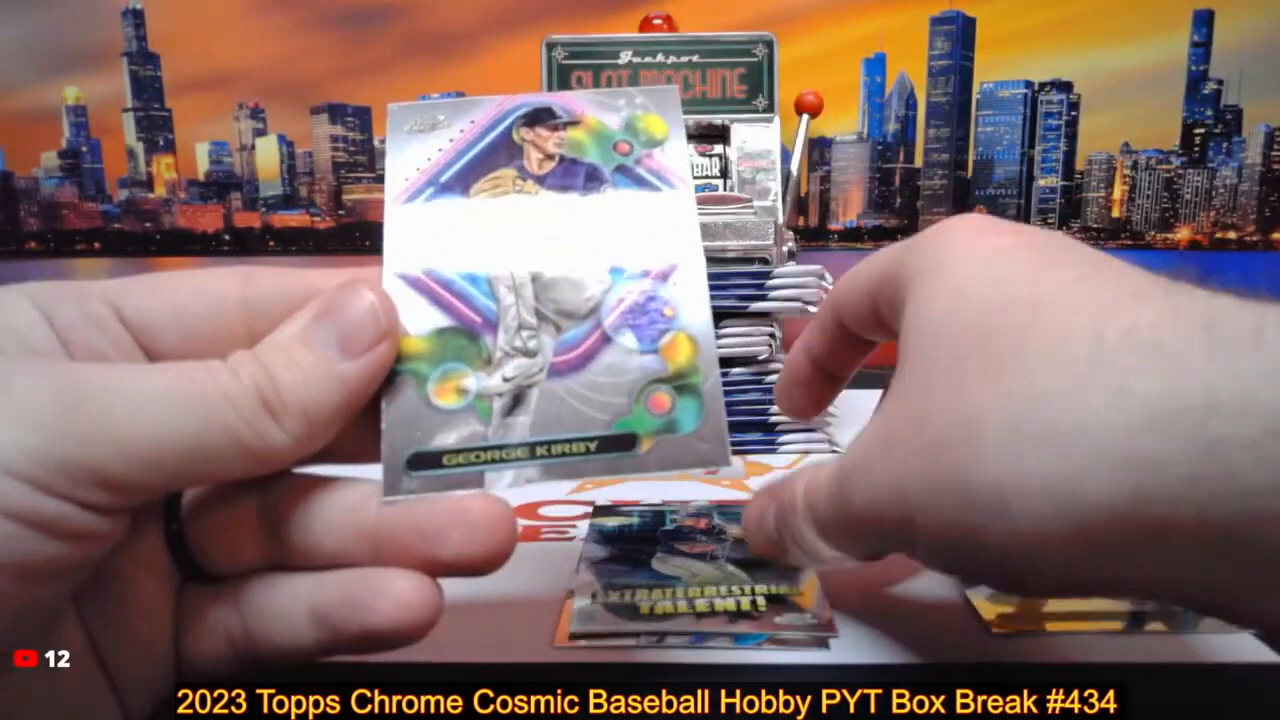 Jackpot
SLOT MACHINE
BAR
GEORGE KIRBY
EXTRATERRESTRIAL
TALENT!
12
2023 Topps Chrome Cosmic Baseball Hobby PYT Box Break #434